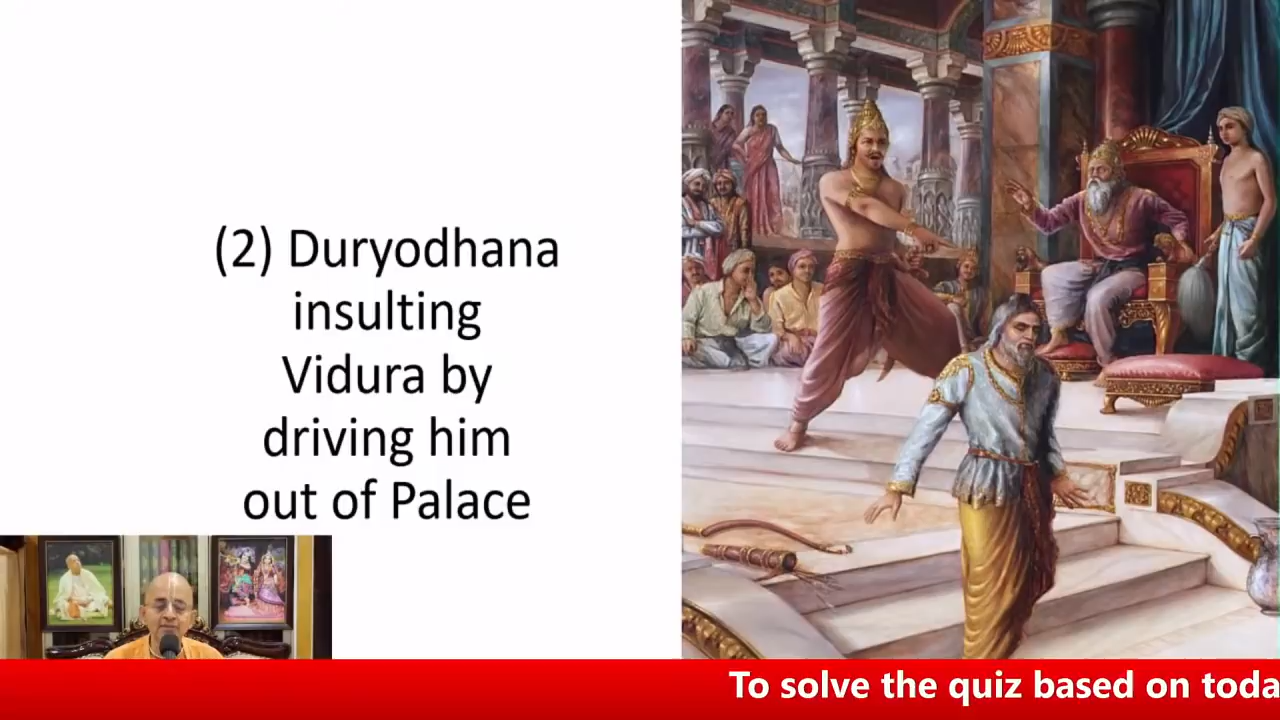 (2) Duryodhana
insulting
Vidura by
driving him
out of Palace
To solve the quiz based on toda